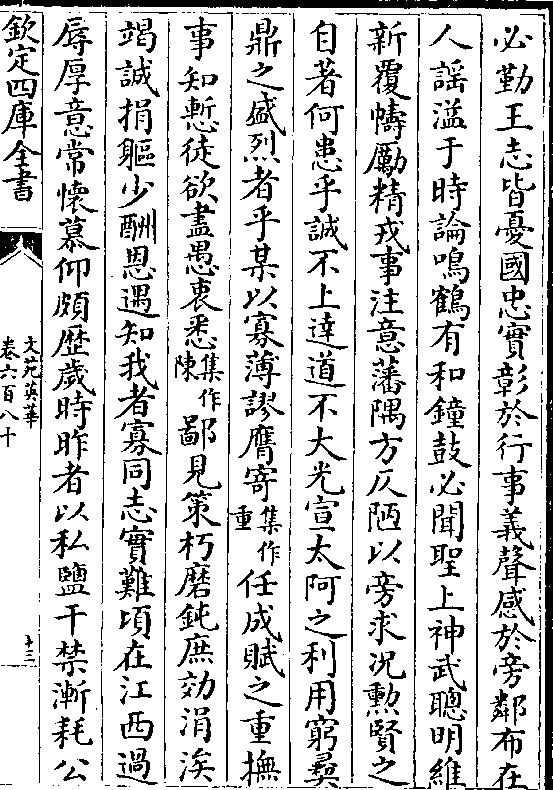 必勤王志皆憂國忠實彰於行事義聲感於旁鄰布在
人謡溢于時論鳴鶴有和鐘鼓必聞聖上神武聰明維
新覆幬勵精戎事注意藩隅方仄陋以旁求况勲賢之
自著何患乎誠不上達道不大光宣太阿之利用窮彛
鼎之盛烈者乎某以寡薄謬膺寄集作重任成賦之重撫
事知慙徒欲盡愚衷悉集作陳鄙見策朽磨鈍庶効涓涘
竭誠捐軀少酬恩遇知我者寡同志實難頃在江西過
辱厚意常懷慕仰頗歴歲時昨者以私鹽干禁漸耗公
欽定四庫全書
文苑英華
卷六百八十
十三